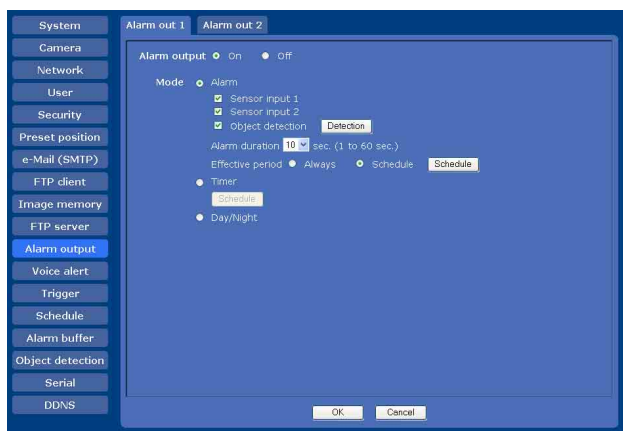 System
Camera
Network
User
Security
Preset position
e-Mail (SMTP)
FTP client
Image memory
FTP server
Alarm output
Voice alert
Trigger
Schedule
Alarm buffer
Object detection
Serial
DDNS
Alarm out 1 Alarm out 2
Alarm output On Off
Mode Alarm
Sensor input 1
Sensor input 2
Object detection Detection
Alarm duration 10 sec. (1 to 60 sec.)
Effective period Always Schedule Schedule
Timer
Schedule
Day/Night
OK Cancel